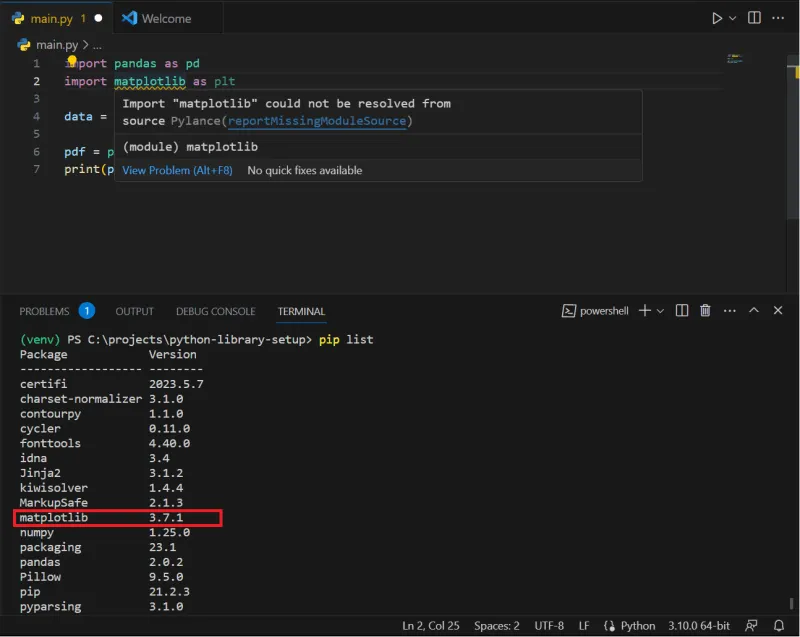 main.py 1
Welcome
main.py > ...
1 import pandas as pd
2 import matplotlib as plt
3
4 data =
5
6 pdf = p
7 print(p
Import "matplotlib" could not be resolved from
source Pylance(reportMissingModuleSource)
(module) matplotlib
View Problem (Alt+F8) No quick fixes available
PROBLEMS 1 OUTPUT DEBUG CONSOLE TERMINAL powershell
(venv) PS C:\projects\python-library-setup> pip list
Package Version
------------------ --------
certifi 2023.5.7
charset-normalizer 3.1.0
contourpy 1.1.0
cycler 0.11.0
fonttools 4.40.0
idna 3.4
Jinja2 3.1.2
kiwisolver 1.4.4
MarkupSafe 2.1.3
matplotlib 3.7.1
numpy 1.25.0
packaging 23.1
pandas 2.0.2
Pillow 9.5.0
pip 21.2.3
pyparsing 3.1.0
Ln 2, Col 25 Spaces: 2 UTF-8 LF Python 3.10.0 64-bit